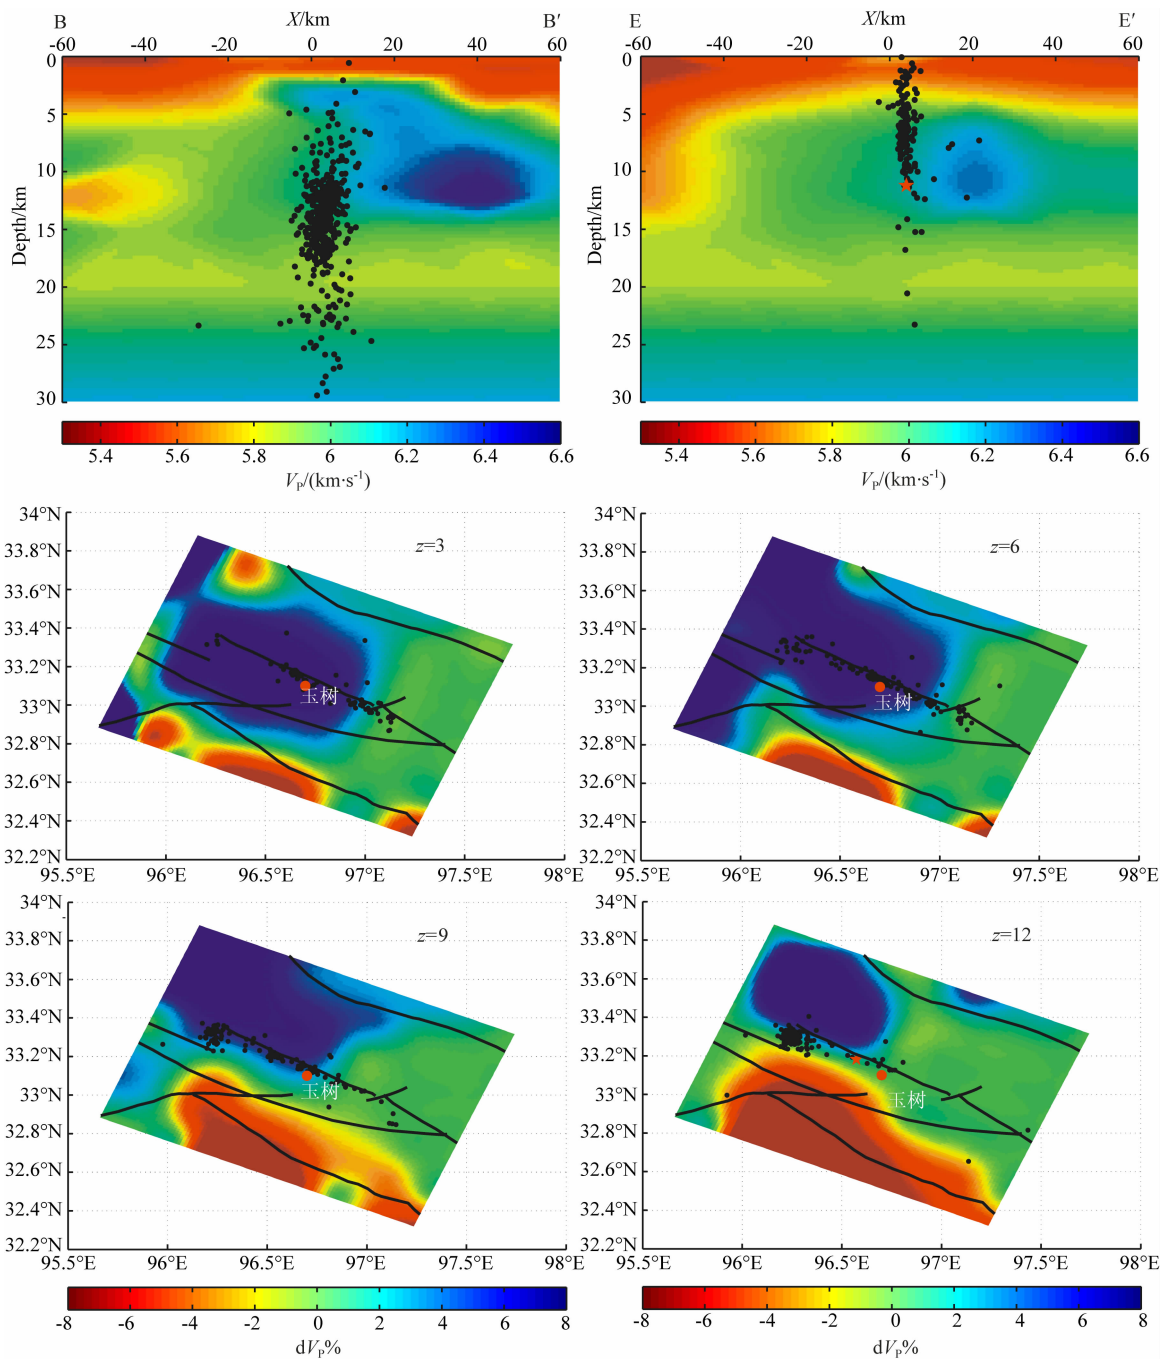 B X/km B′
-60 -40 -20 0 20 40 60
0
5
10
15
20
25
30
Depth/km
5.4 5.6 5.8 6 6.2 6.4 6.6
VP/(km·s-1)
E X/km E′
-60 -40 -20 0 20 40 60
0
5
10
15
20
25
30
Depth/km
5.4 5.6 5.8 6 6.2 6.4 6.6
VP/(km·s-1)
34°N
33.8°N
33.6°N
33.4°N
33.2°N
33°N
32.8°N
32.6°N
32.4°N
32.2°N
z=3
玉树
95.5°E 96°E 96.5°E 97°E 97.5°E 98°E
34°N
33.8°N
33.6°N
33.4°N
33.2°N
33°N
32.8°N
32.6°N
32.4°N
32.2°N
z=6
玉树
95.5°E 96°E 96.5°E 97°E 97.5°E 98°E
34°N
33.8°N
33.6°N
33.4°N
33.2°N
33°N
32.8°N
32.6°N
32.4°N
32.2°N
z=9
玉树
95.5°E 96°E 96.5°E 97°E 97.5°E 98°E
34°N
33.8°N
33.6°N
33.4°N
33.2°N
33°N
32.8°N
32.6°N
32.4°N
32.2°N
z=12
玉树
95.5°E 96°E 96.5°E 97°E 97.5°E 98°E
-8 -6 -4 -2 0 2 4 6 8
dVP%
-8 -6 -4 -2 0 2 4 6 8
dVP%